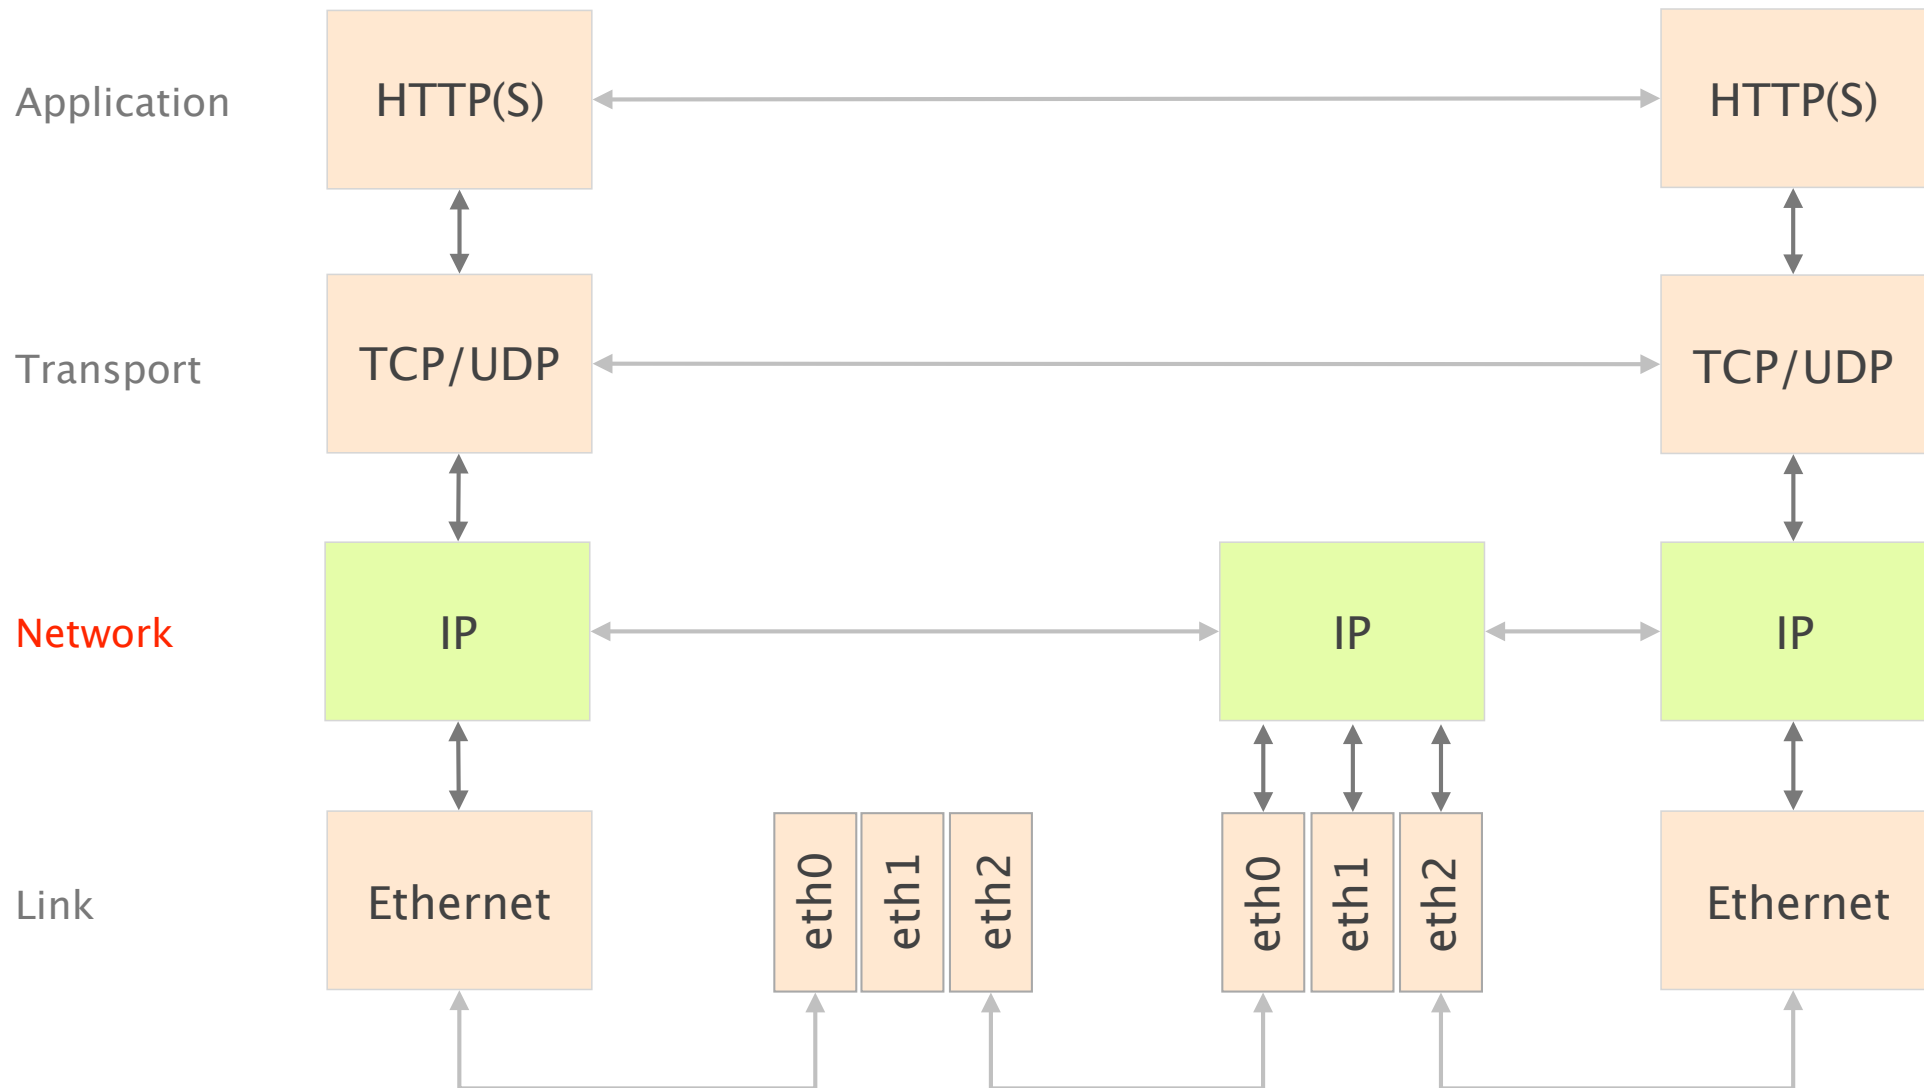 Application
HTTP(S)
HTTP(S)
Transport
TCP/UDP
TCP/UDP
Network
IP
IP
IP
Link
Ethernet
eth0
eth1
eth2
eth0
eth1
eth2
Ethernet